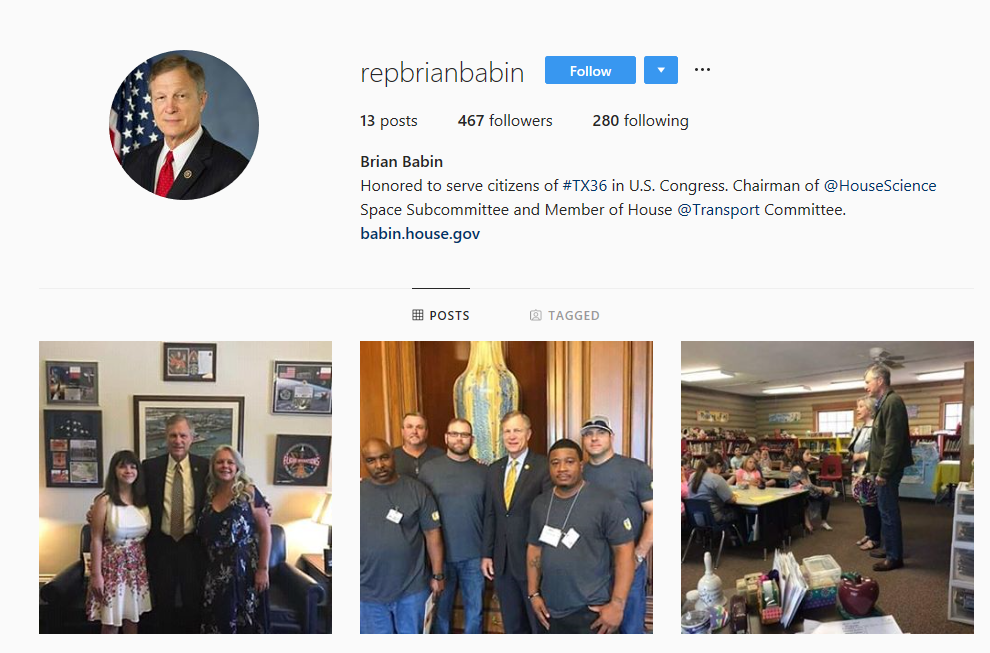 repbrianbabin Follow ...
13 posts 467 followers 280 following
Brian Babin
Honored to serve citizens of #TX36 in U.S. Congress. Chairman of @HouseScience
Space Subcommittee and Member of House @Transport Committee.
babin.house.gov
POSTS TAGGED